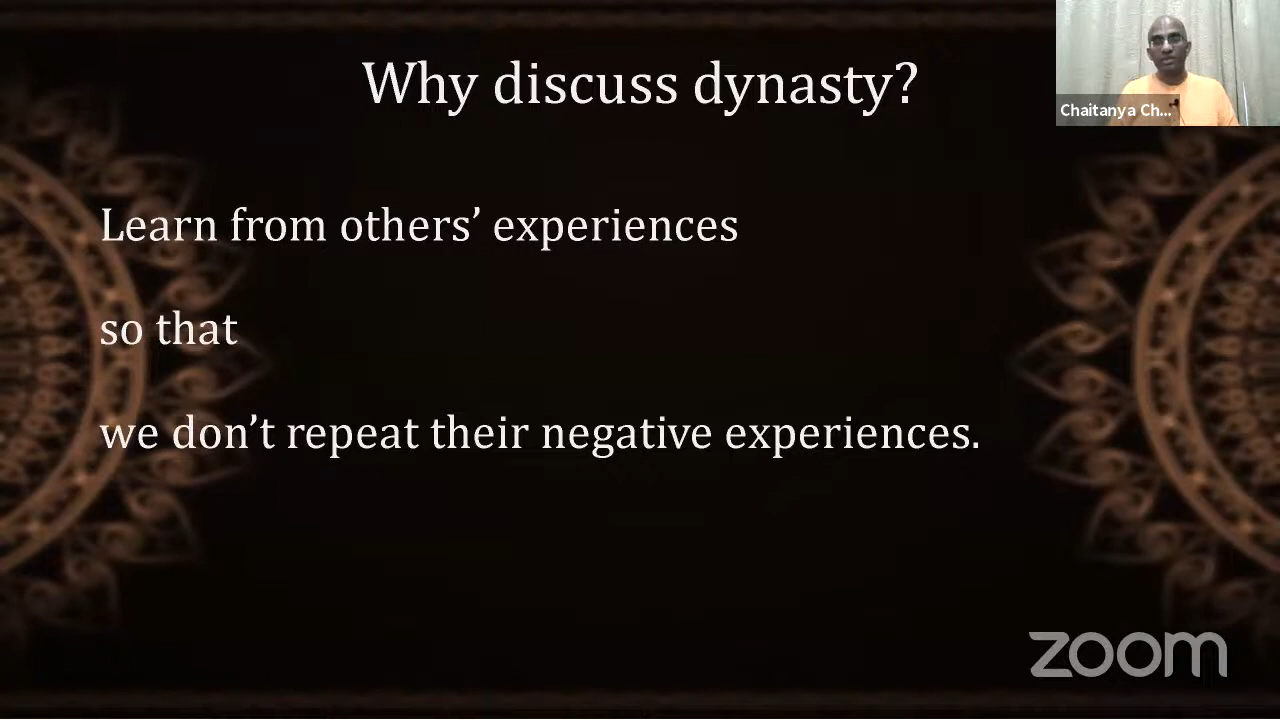 Why discuss dynasty?
Chaitanya Ch...
Learn from others’ experiences
so that
we don’t repeat their negative experiences.
zoom